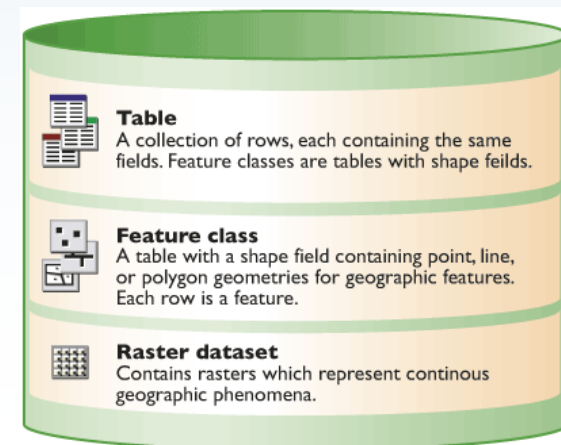 Table
A collection of rows, each containing the same
fields. Feature classes are tables with shape feilds.
Feature class
A table with a shape field containing point, line,
or polygon geometries for geographic features.
Each row is a feature.
Raster dataset
Contains rasters which represent continous
geographic phenomena.